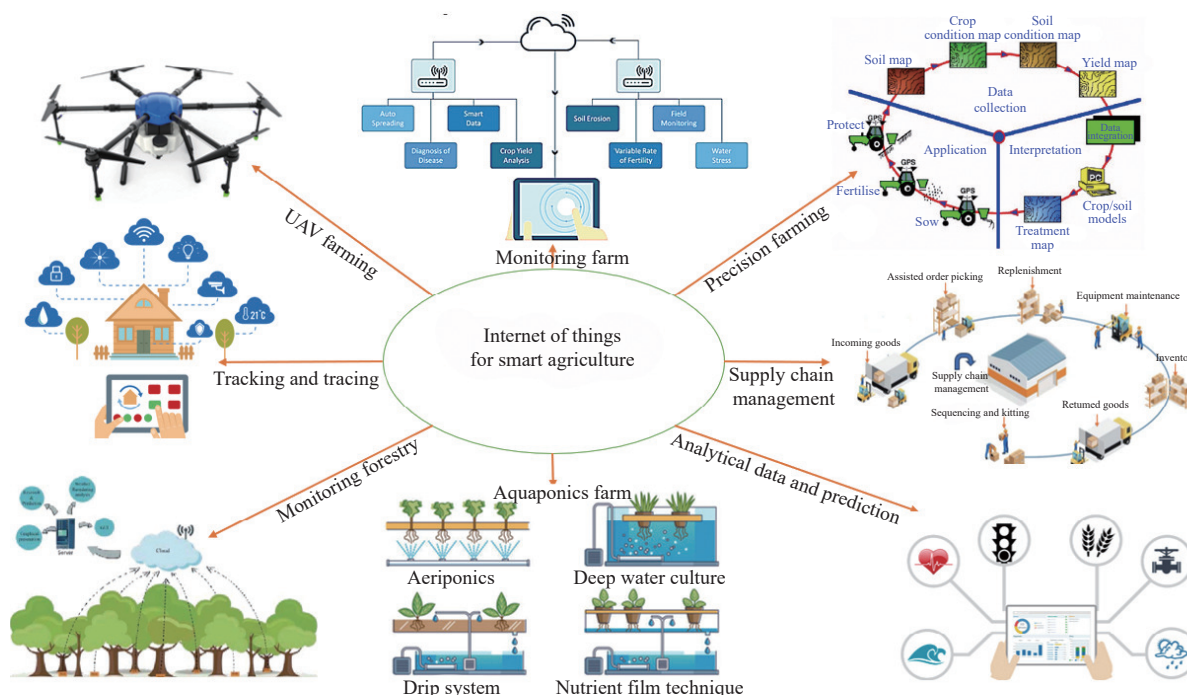 Auto
Spreading
Smart
Data
Diagnosis of
Disease
Crop Yield
Analysis
Soil Erosion
Field
Monitoring
Variable Rate
of Fertility
Water
Stress
Monitoring farm
Crop
condition map
Soil
condition map
Soil map
Yield map
Data
collection
Protect
GPS
Application
Interpretation
Data
integration
GPS
PC
Fertilise
GPS
Crop/soil
models
Sow
Treatment
map
UAV farming
Precision farming
21°c
Internet of things
for smart agriculture
Tracking and tracing
Supply chain
management
Assisted order picking
Replenishment
Equipment maintenance
Incoming goods
Invento
Supply chain
management
Sequencing and kitting
Retumed goods
Monitoring forestry
Analytical data and prediction
Server
Cloud
Aquaponics farm
Aeriponics
Deep water culture
Drip system
Nutrient film technique